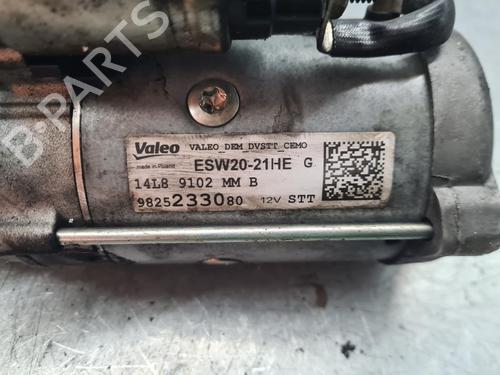 B-PARTS
Valeo VALEO_DEM_DVSTT_CEMO
made in Poland ESW20-21HE G
14L8 9102 MM B
9825233080 12V STT